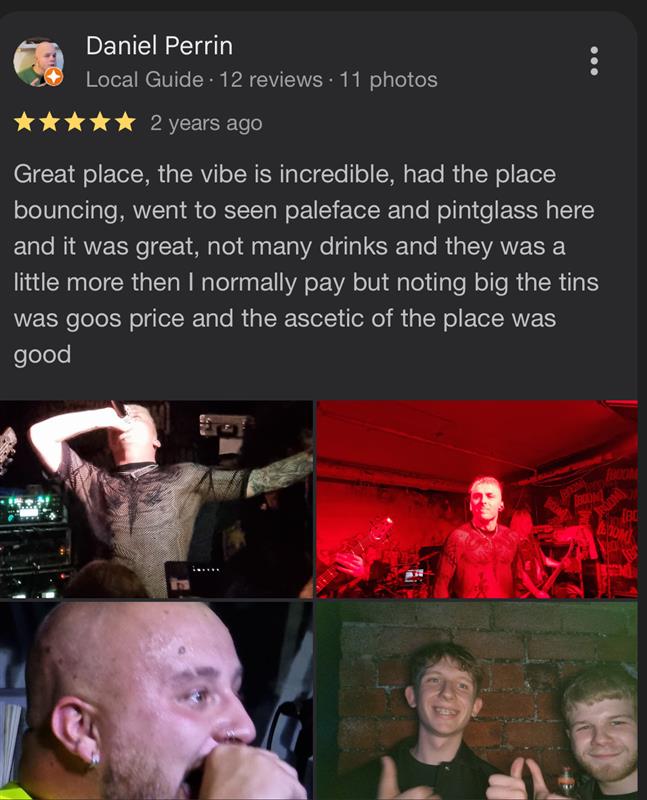 Daniel Perrin
Local Guide · 12 reviews · 11 photos
2 years ago
Great place, the vibe is incredible, had the place
bouncing, went to seen paleface and pintglass here
and it was great, not many drinks and they was a
little more then I normally pay but noting big the tins
was goos price and the ascetic of the place was
good